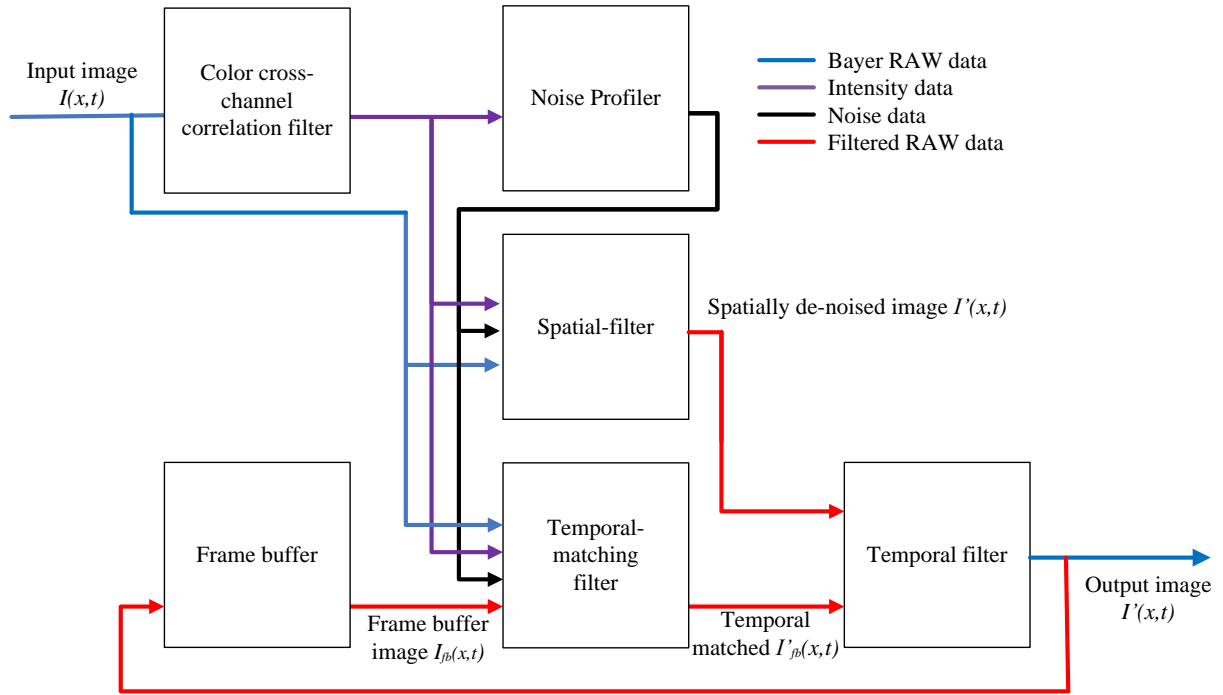 Input image
I(x,t)
Color cross-
channel
correlation filter
Noise Profiler
Bayer RAW data
Intensity data
Noise data
Filtered RAW data
Spatial-filter
Spatially de-noised image I’(x,t)
Frame buffer
Temporal-
matching
filter
Temporal filter
Frame buffer
image Ifb(x,t)
Temporal
matched I’fb(x,t)
Output image
I’(x,t)